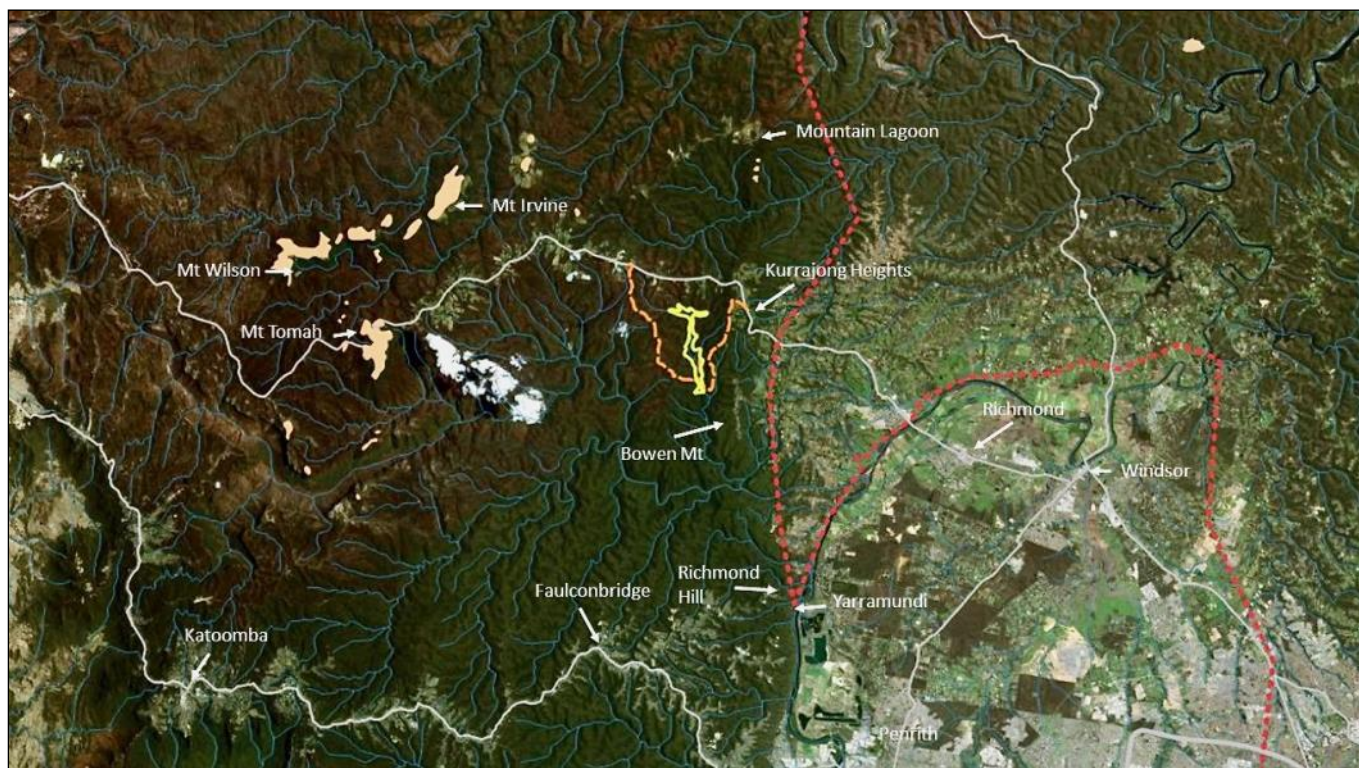 Mountain Lagoon
Mt Irvine
Mt Wilson
Kurrajong Heights
Mt Tomah
Richmond
Bowen Mt
Windsor
Richmond
Hill
Faulconbridge
Yarramundi
Katoomba
Penrith